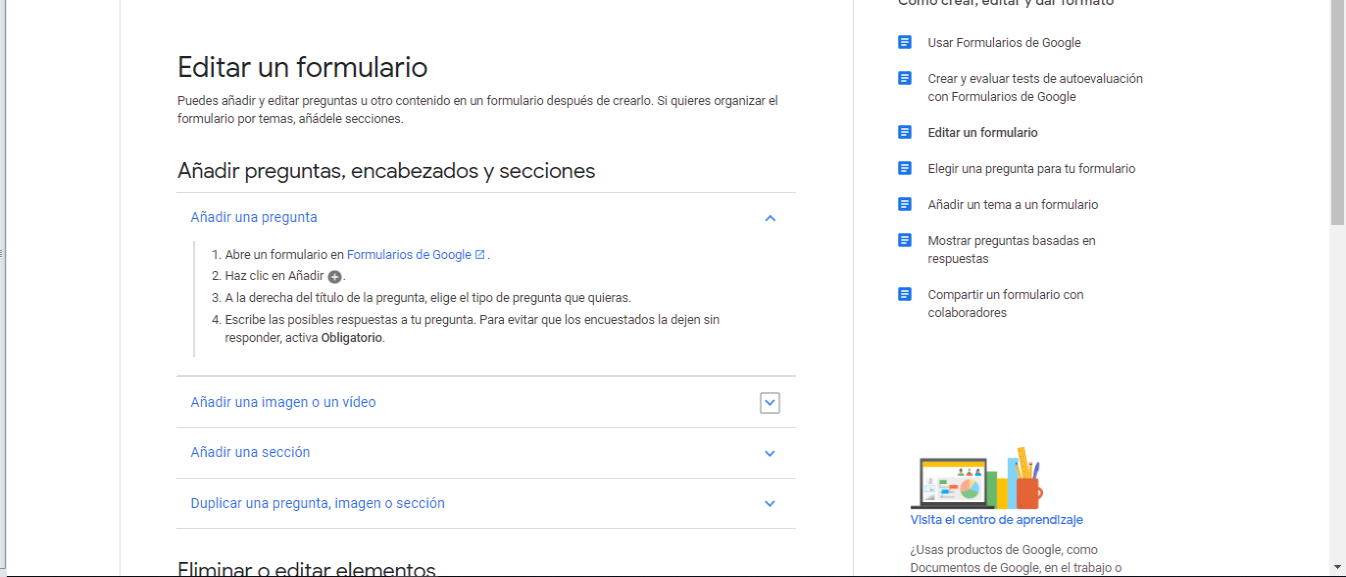 Cómo crear, editar y dar formato
Editar un formulario
Puedes añadir y editar preguntas u otro contenido en un formulario después de crearlo. Si quieres organizar el
formulario por temas, añádele secciones.
Añadir preguntas, encabezados y secciones
Añadir una pregunta
1. Abre un formulario en Formularios de Google.
2. Haz clic en Añadir.
3. A la derecha del título de la pregunta, elige el tipo de pregunta que quieras.
4. Escribe las posibles respuestas a tu pregunta. Para evitar que los encuestados la dejen sin
responder, activa Obligatorio.
Añadir una imagen o un vídeo
Añadir una sección
Duplicar una pregunta, imagen o sección
Eliminar o editar elementos
Usar Formularios de Google
Crear y evaluar tests de autoevaluación
con Formularios de Google
Editar un formulario
Elegir una pregunta para tu formulario
Añadir un tema a un formulario
Mostrar preguntas basadas en
respuestas
Compartir un formulario con
colaboradores
Visita el centro de aprendizaje
¿Usas productos de Google, como
Documentos de Google, en el trabajo o